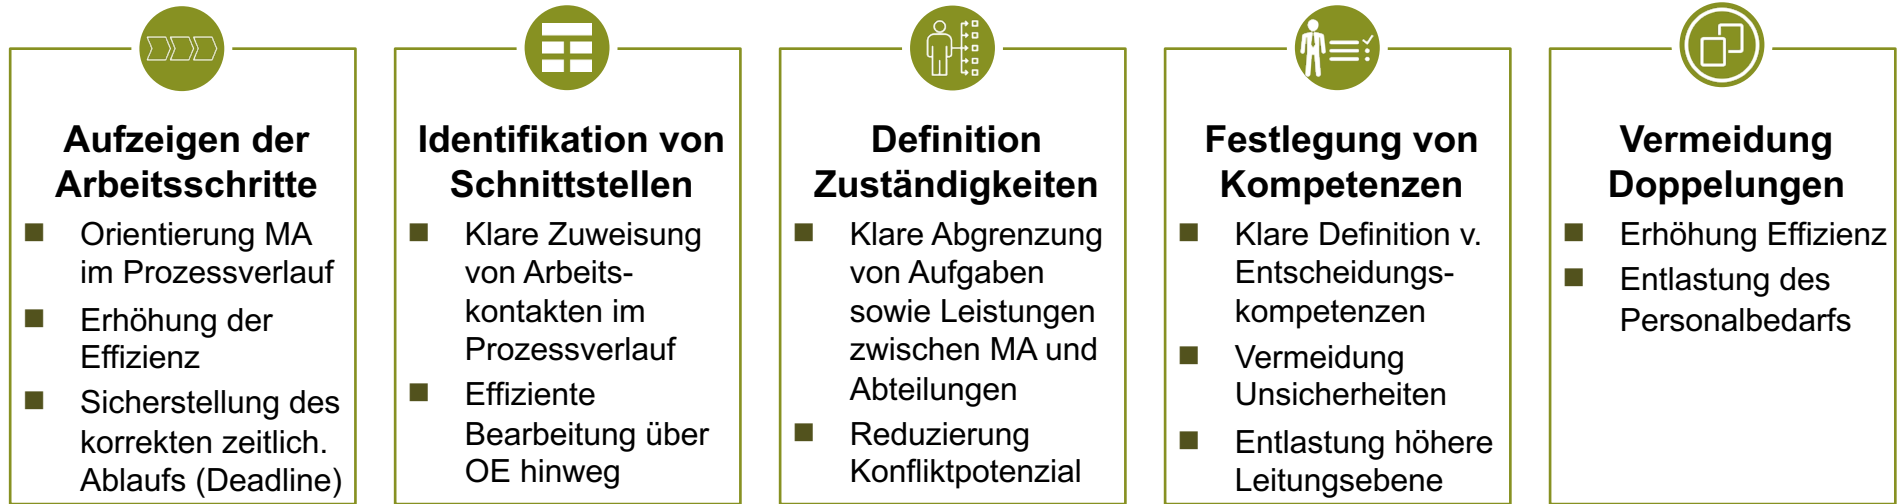 Aufzeigen der
Arbeitsschritte
Orientierung MA
im Prozessverlauf
Erhöhung der
Effizienz
Sicherstellung des
korrekten zeitlich.
Ablaufs (Deadline)
Identifikation von
Schnittstellen
Klare Zuweisung
von Arbeits-
kontakten im
Prozessverlauf
Effiziente
Bearbeitung über
OE hinweg
Definition
Zuständigkeiten
Klare Abgrenzung
von Aufgaben
sowie Leistungen
zwischen MA und
Abteilungen
Reduzierung
Konfliktpotenzial
Festlegung von
Kompetenzen
Klare Definition v.
Entscheidungs-
kompetenzen
Vermeidung
Unsicherheiten
Entlastung höhere
Leitungsebene
Vermeidung
Doppelungen
Erhöhung Effizienz
Entlastung des
Personalbedarfs